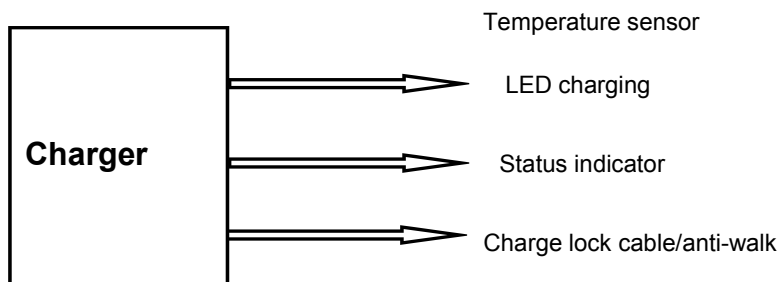 Temperature sensor
LED charging
Charger
Status indicator
Charge lock cable/anti-walk